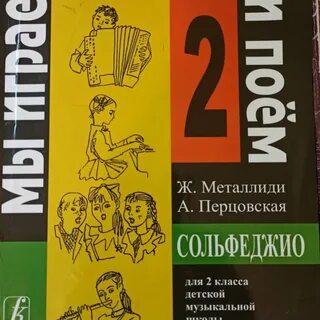 Мы играе
и поём
2
Ж. Металлиди
А. Перцовская
СОЛЬФЕДЖИО
для 2 класса
детской
музыкальной
школы